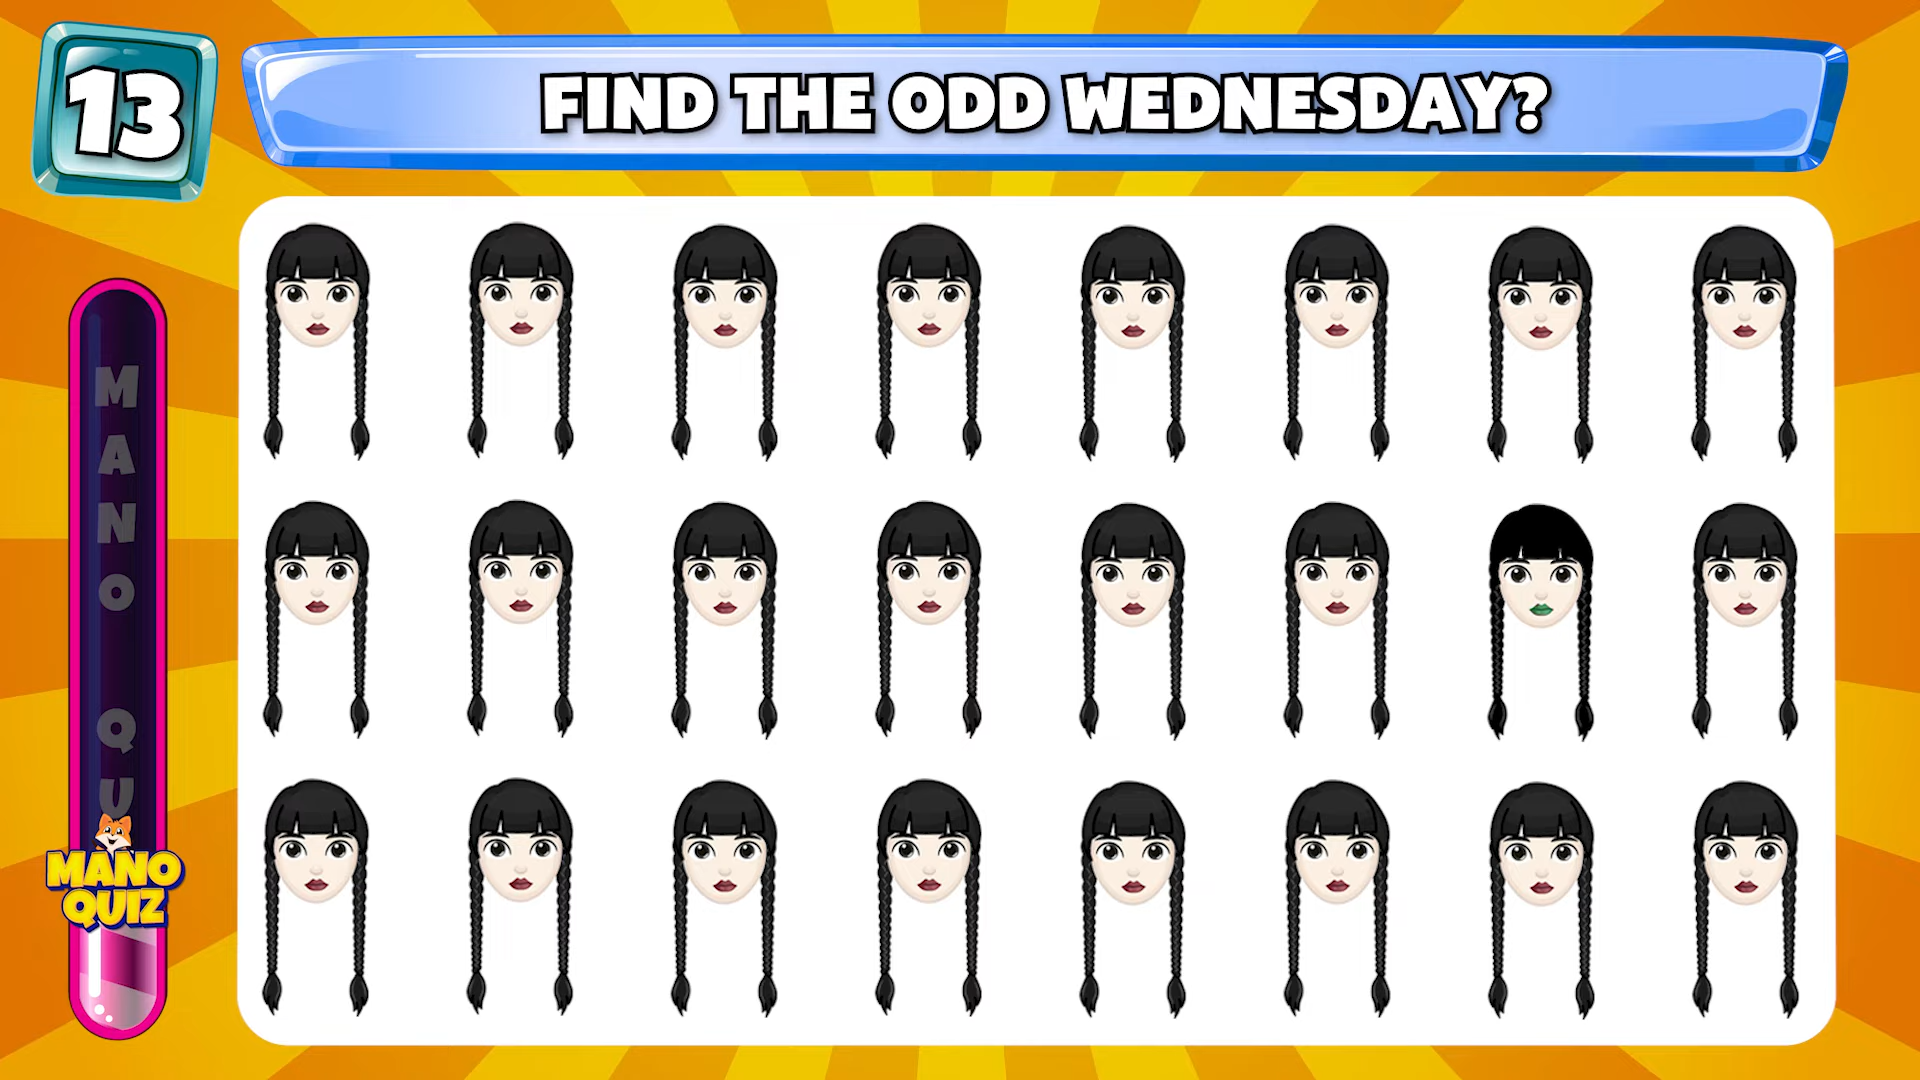 13
FIND THE ODD WEDNESDAY?
MANO QU
MANO
QUIZ